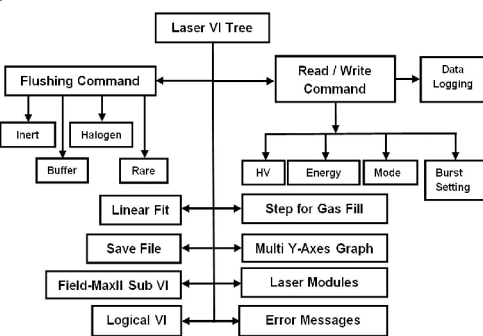 Laser VI Tree
Flushing Command
Read / Write
Command
Data
Logging
Inert
Halogen
Buffer
Rare
HV
Energy
Mode
Burst
Setting
Linear Fit
Step for Gas Fill
Save File
Multi Y-Axes Graph
Field-MaxII Sub VI
Laser Modules
Logical VI
Error Messages